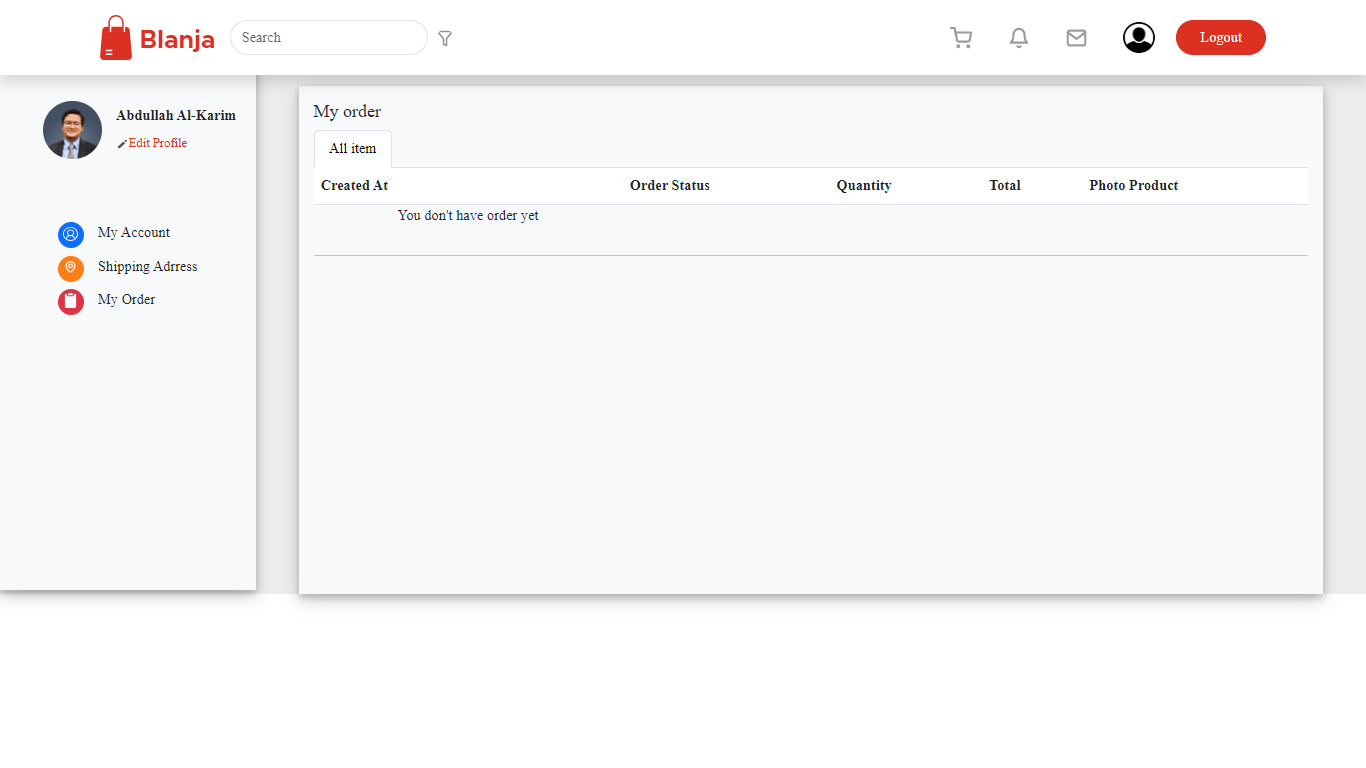 Blanja
Search
Logout
Abdullah Al-Karim
Edit Profile
My Account
Shipping Adrress
My Order
My order
All item
Created At Order Status Quantity Total Photo Product
You don't have order yet